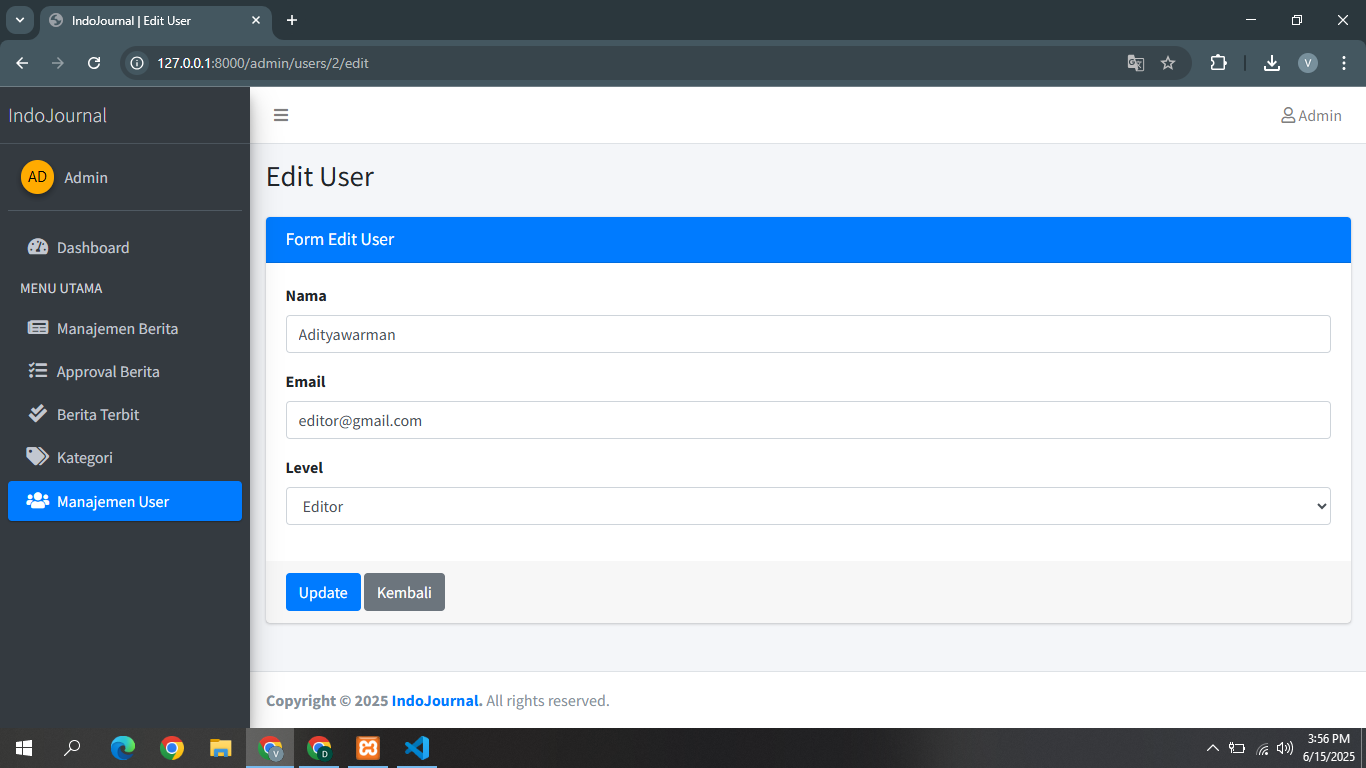 IndoJournal | Edit User
127.0.0.1:8000/admin/users/2/edit
V
IndoJournal
Admin
AD Admin
Dashboard
MENU UTAMA
Manajemen Berita
Approval Berita
Berita Terbit
Kategori
Manajemen User
Edit User
Form Edit User
Nama
Adityawarman
Email
editor@gmail.com
Level
Editor
Update Kembali
Copyright © 2025 IndoJournal. All rights reserved.
V D
3:56 PM
6/15/2025